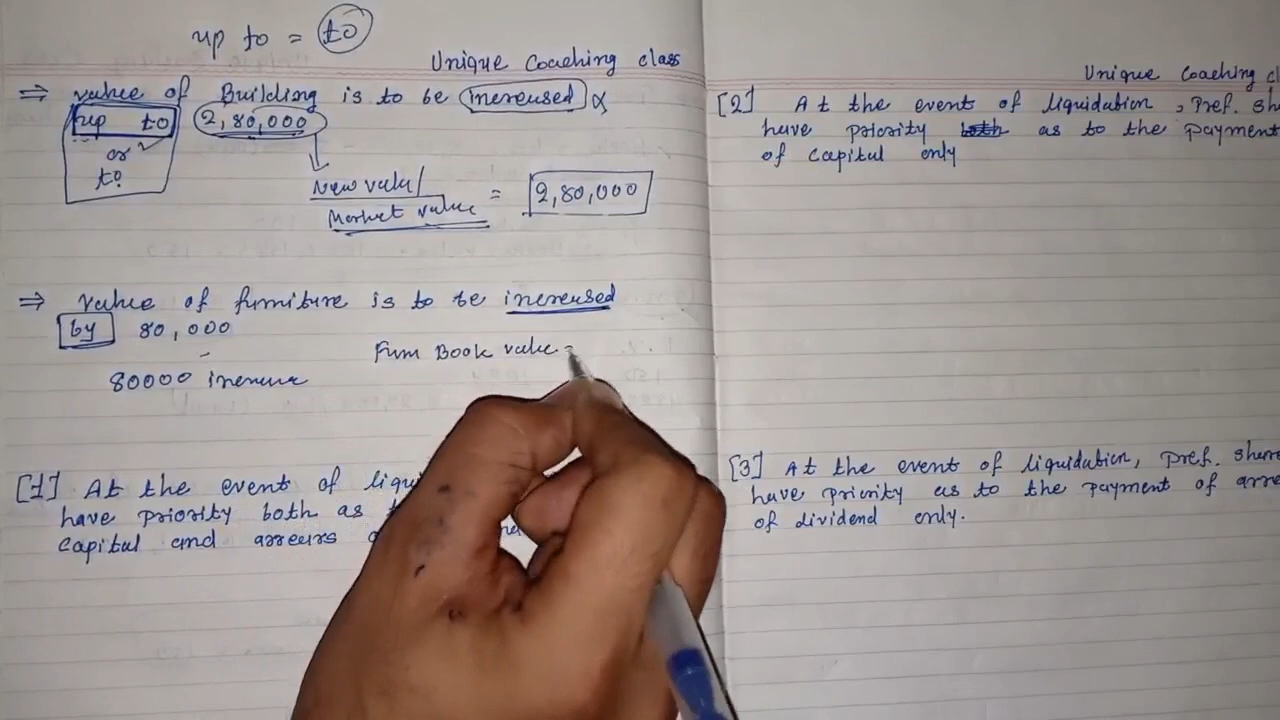 up to = to
Unique Coaching class
⇒ value of Building is to be increased
up to 2,80,000
or
to
New value/
Market value = 2,80,000
⇒ value of furniture is to be increased
by 80,000
80000 increase
Furn Book value =
[1] At the event of liqui
have priority both as
capital and arrears
Unique Coaching cl
[2] At the events of liquidation, Pref. sh
have priority both as to the payment
of capital only
[3] At the event of liquidation, Pref. share
have priority as to the payment of arre
of dividend only.